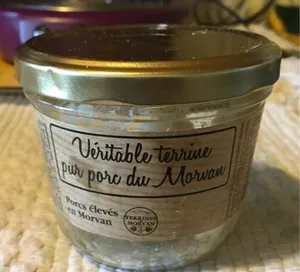 Véritable terrine
pur porc du Morvan
Porcs élevés
en Morvan
TERRINES
MORVAN